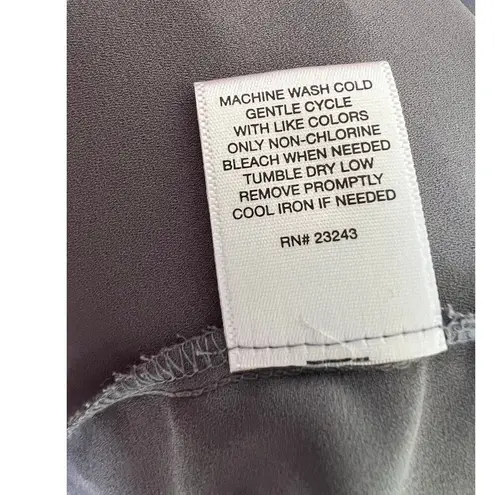 MACHINE WASH COLD
GENTLE CYCLE
WITH LIKE COLORS
ONLY NON-CHLORINE
BLEACH WHEN NEEDED
TUMBLE DRY LOW
REMOVE PROMPTLY
COOL IRON IF NEEDED
RN# 23243